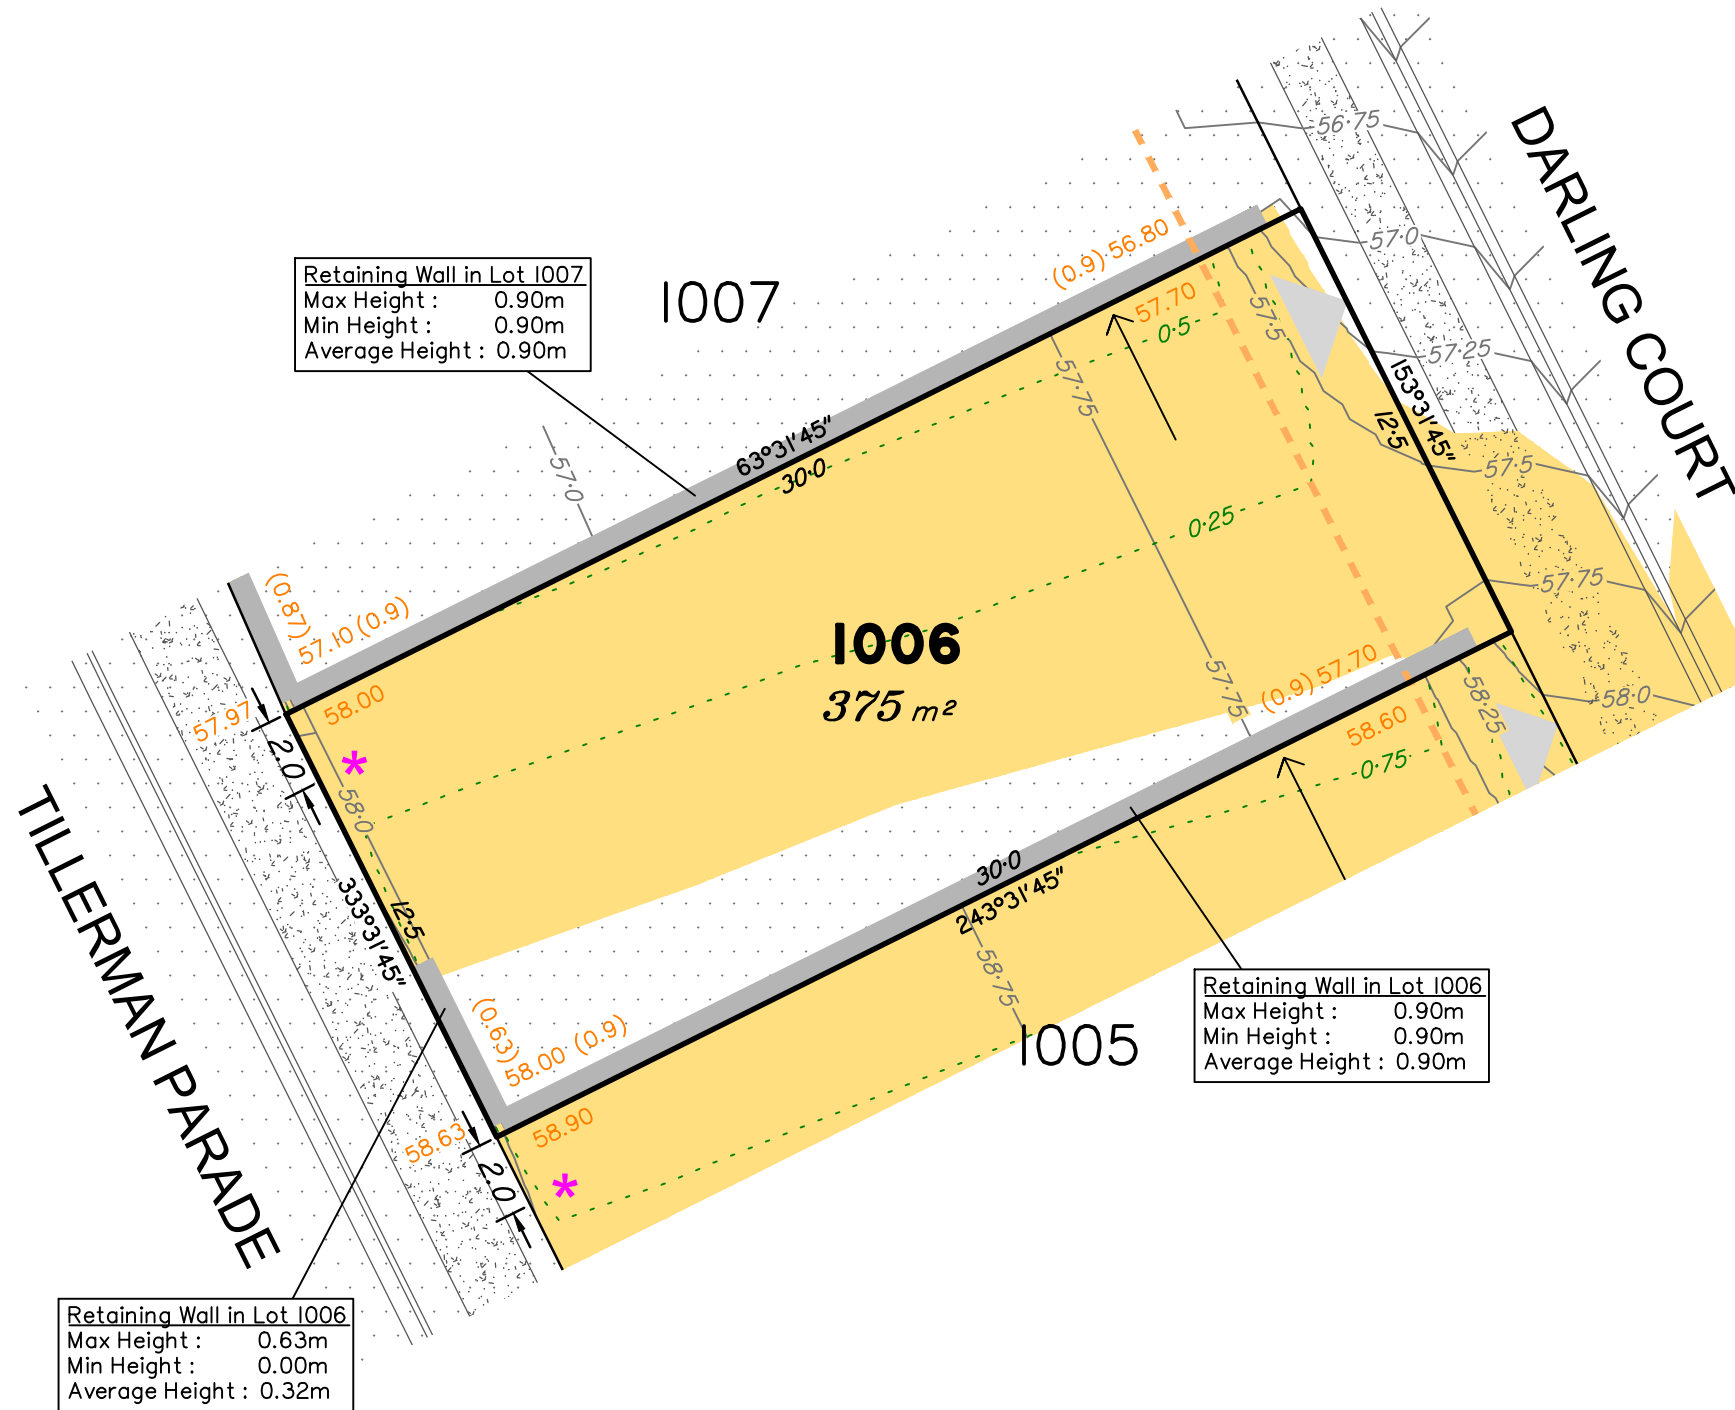 DARLING COURT
56·75
57·0
57·25
57·5
57·75
58·0
Retaining Wall in Lot 1007
Max Height : 0.90m
Min Height : 0.90m
Average Height : 0.90m
1007
(0.9) 56.80
57.70
0·5
57·5
57·75
153°31'45"
12·5
63°31'45"
30·0
57·0
0·25
(0.87)
57.10 (0.9)
1006
375 m²
58.00
57.97
2.0
*
58·0
57·75
(0.9) 57.70
58.60
58·25
0·75
TILLERMAN PARADE
333°31'45"
12·5
30·0
243°31'45"
58·75
(0.63)
58.00 (0.9)
1005
Retaining Wall in Lot 1006
Max Height : 0.90m
Min Height : 0.90m
Average Height : 0.90m
58.63
58.90
2.0
*
Retaining Wall in Lot 1006
Max Height : 0.63m
Min Height : 0.00m
Average Height : 0.32m